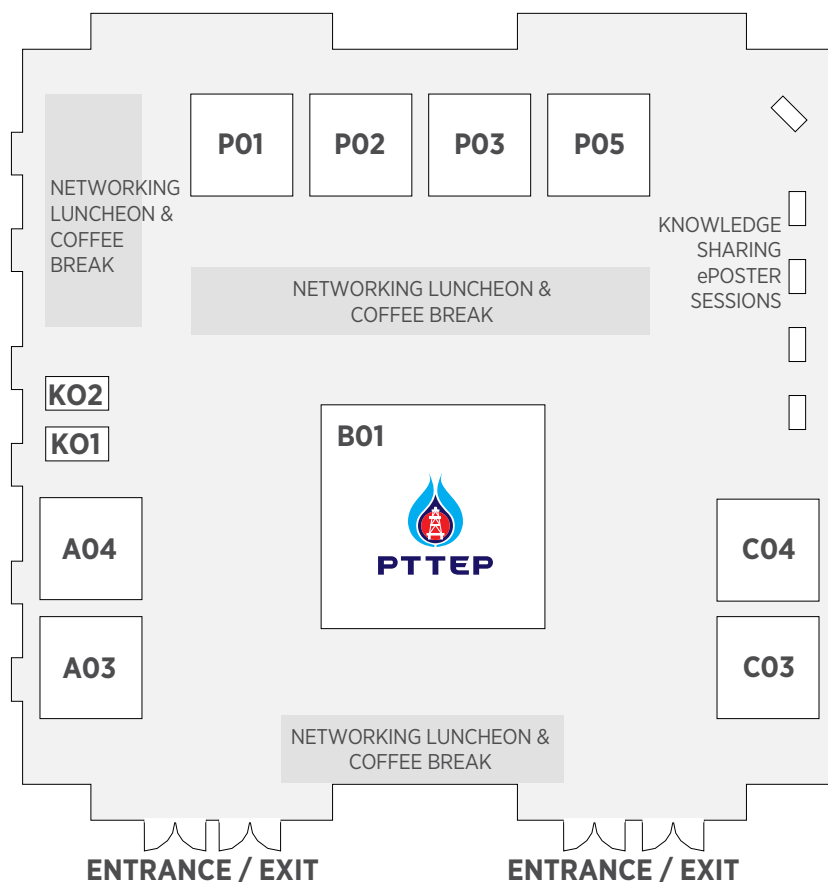 P01
P02
P03
P05
NETWORKING
LUNCHEON &
COFFEE
BREAK
KNOWLEDGE
SHARING
ePOSTER
SESSIONS
NETWORKING LUNCHEON &
COFFEE BREAK
KO2
KO1
B01
PTTEP
A04
C04
A03
C03
NETWORKING LUNCHEON &
COFFEE BREAK
ENTRANCE / EXIT
ENTRANCE / EXIT